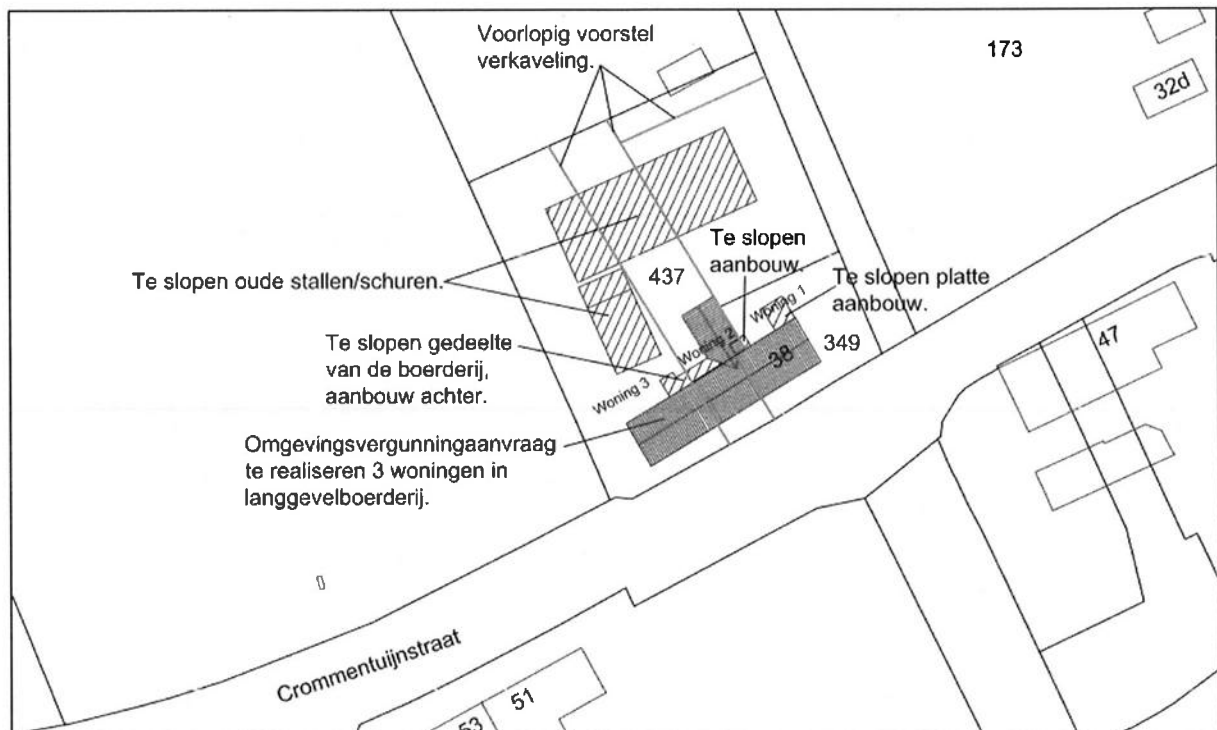 Voorlopig voorstel
verkaveling.
173
32d
Te slopen
aanbouw.
Te slopen oude stallen/schuren.
437
Te slopen platte
aanbouw.
Woning 1
Te slopen gedeelte
van de boerderij,
aanbouw achter.
Woning 2
38
349
47
Woning 3
Omgevingsvergunningaanvraag
te realiseren 3 woningen in
langgevelboerderij.
Crommentuijnstraat
51
53